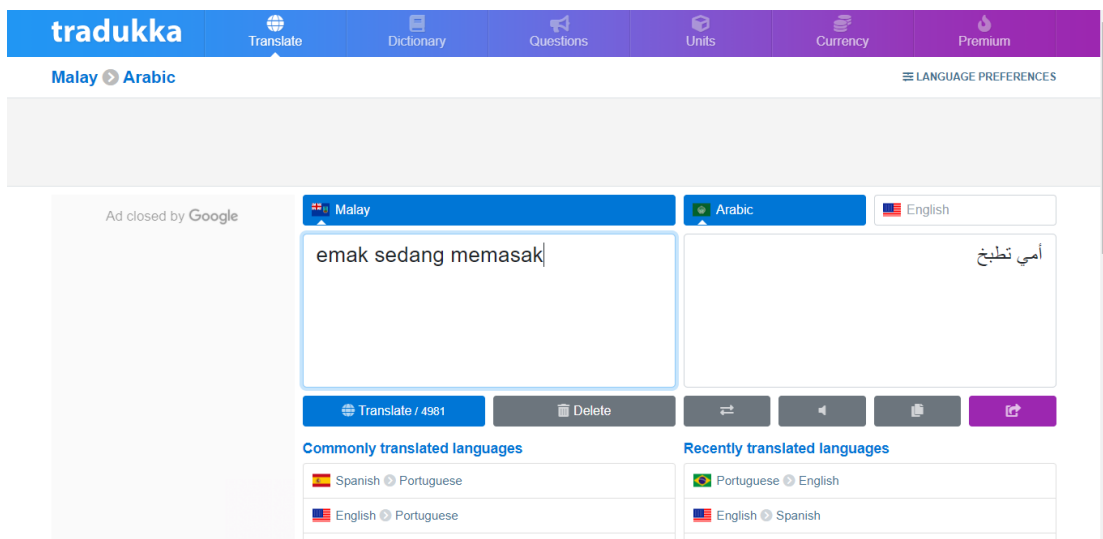 tradukka
Translate
Dictionary
Questions
Units
Currency
Premium
Malay Arabic
LANGUAGE PREFERENCES
Ad closed by Google
Malay
Arabic
English
emak sedang memasak
أمي تطبخ
Translate / 4981
Delete
Commonly translated languages
Recently translated languages
Spanish Portuguese
Portuguese English
English Portuguese
English Spanish